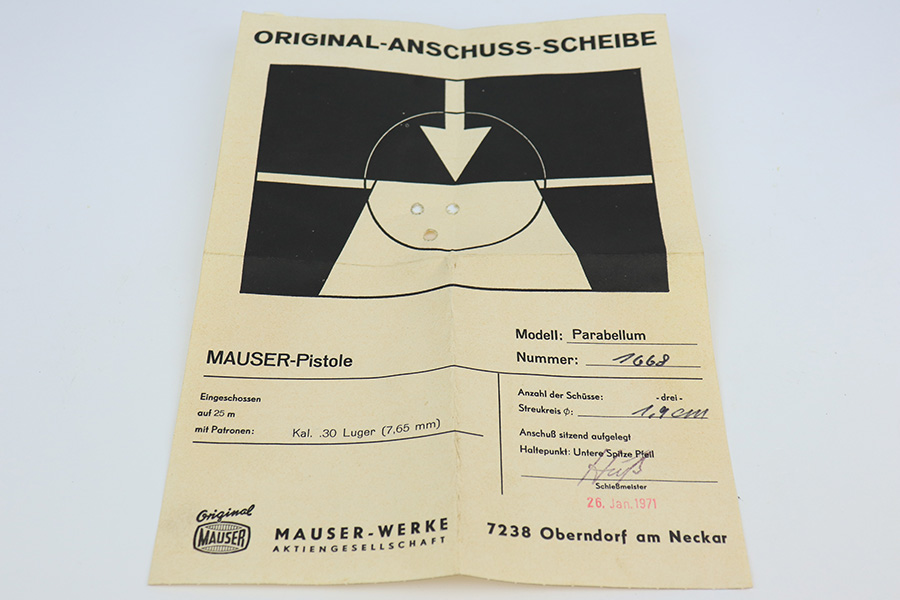 ORIGINAL-ANSCHUSS-SCHEIBE
MAUSER-Pistole
Modell: Parabellum
Nummer: 1668
Eingeschossen
auf 25 m
mit Patronen: Kal. .30 Luger (7,65 mm)
Anzahl der Schüsse: - drei -
Streukreis Φ: 1,9 cm
Anschuß sitzend aufgelegt
Haltepunkt: Untere Spitze Pfeil
Schießmeister
26. Jan. 1971
Original
MAUSER
MAUSER-WERKE
AKTIENGESELLSCHAFT
7238 Oberndorf am Neckar